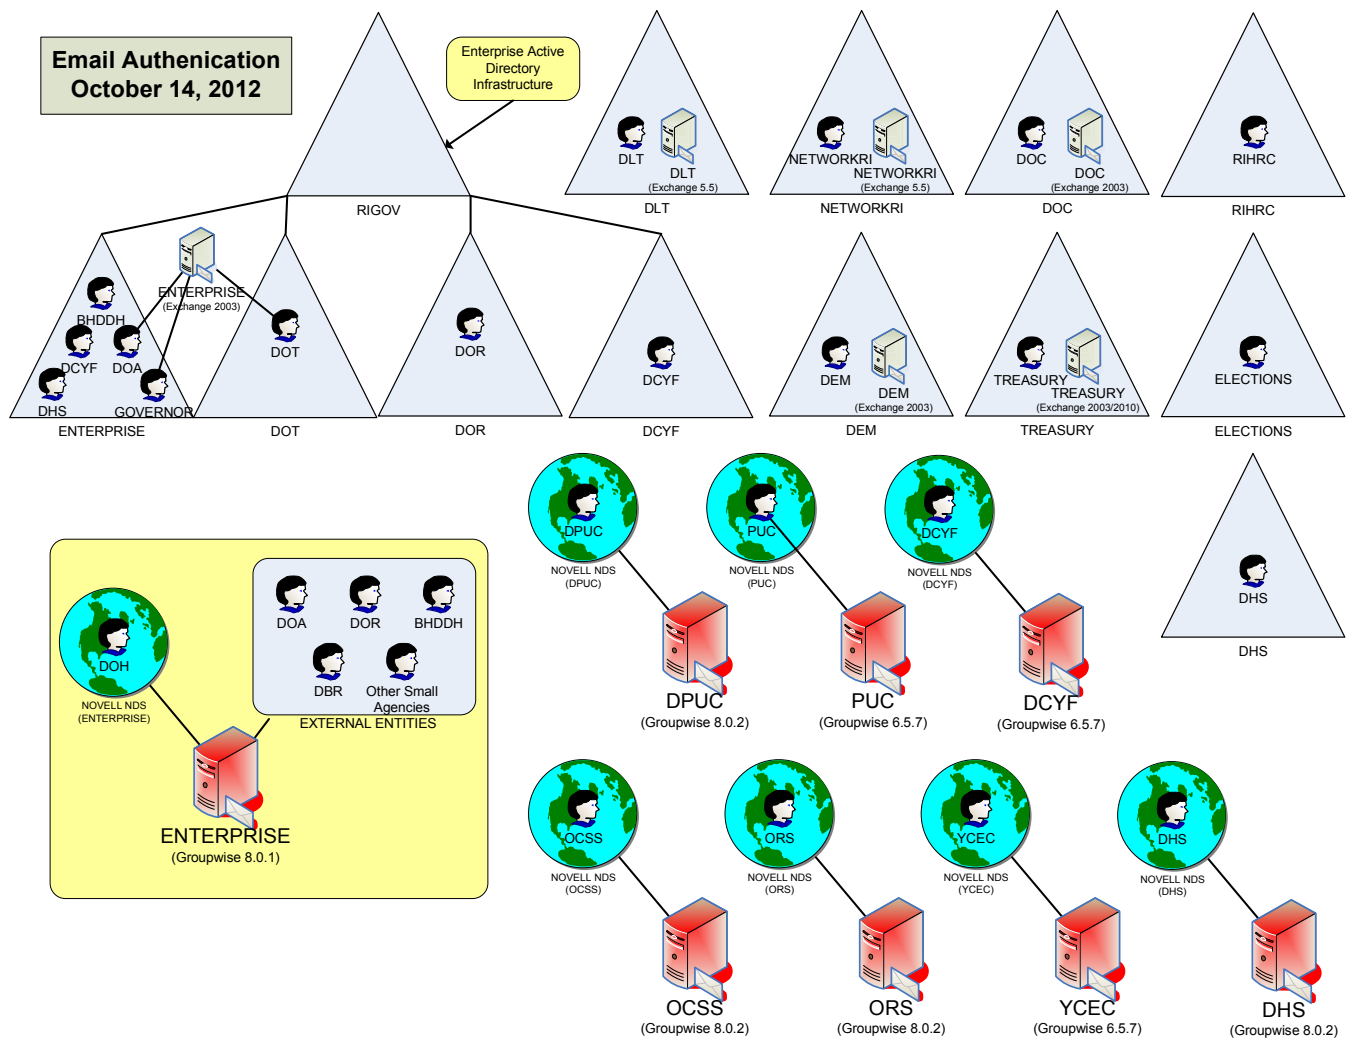 Email Authenication
October 14, 2012
Enterprise Active
Directory
Infrastructure
RIGOV
DLT
DLT
(Exchange 5.5)
DLT
NETWORKRI
NETWORKRI
(Exchange 5.5)
NETWORKRI
DOC
DOC
(Exchange 2003)
DOC
RIHRC
RIHRC
ENTERPRISE
(Exchange 2003)
BHDDH
DCYF
DOA
DHS
GOVERNOR
ENTERPRISE
DOT
DOT
DOR
DOR
DCYF
DCYF
DEM
DEM
(Exchange 2003)
DEM
TREASURY
TREASURY
(Exchange 2003/2010)
TREASURY
ELECTIONS
ELECTIONS
DHS
DHS
DPUC
NOVELL NDS
(DPUC)
DPUC
(Groupwise 8.0.2)
PUC
NOVELL NDS
(PUC)
PUC
(Groupwise 6.5.7)
DCYF
NOVELL NDS
(DCYF)
DCYF
(Groupwise 6.5.7)
DOH
NOVELL NDS
(ENTERPRISE)
DOA
DOR
BHDDH
DBR
Other Small
Agencies
EXTERNAL ENTITIES
ENTERPRISE
(Groupwise 8.0.1)
OCSS
NOVELL NDS
(OCSS)
OCSS
(Groupwise 8.0.2)
ORS
NOVELL NDS
(ORS)
ORS
(Groupwise 8.0.2)
YCEC
NOVELL NDS
(YCEC)
YCEC
(Groupwise 6.5.7)
DHS
NOVELL NDS
(DHS)
DHS
(Groupwise 8.0.2)